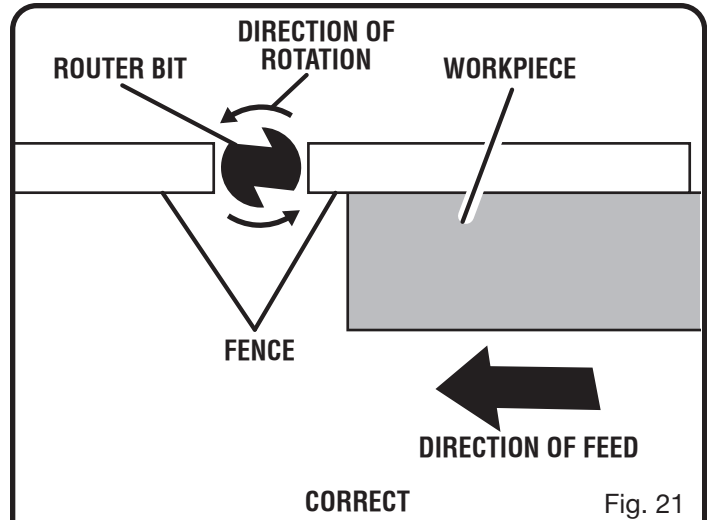 DIRECTION OF
ROTATION
ROUTER BIT
WORKPIECE
FENCE
DIRECTION OF FEED
CORRECT
Fig. 21